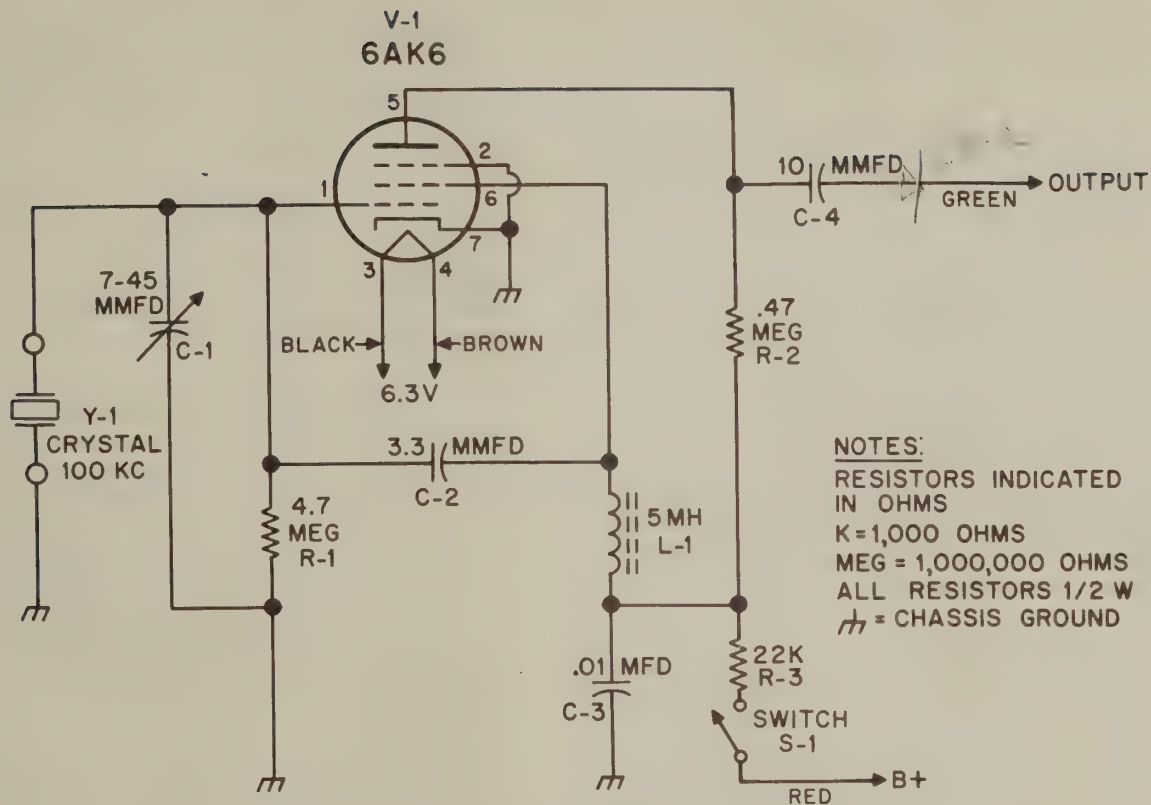 V-1
6AK6
5
2
1
6
7
3
4
10 MMFD
C-4
GREEN
OUTPUT
7-45
MMFD
C-1
BLACK
BROWN
6.3V
.47
MEG
R-2
Y-1
CRYSTAL
100 KC
3.3 MMFD
C-2
4.7
MEG
R-1
5 MH
L-1
NOTES:
RESISTORS INDICATED
IN OHMS
K=1,000 OHMS
MEG = 1,000,000 OHMS
ALL RESISTORS 1/2 W
= CHASSIS GROUND
.01 MFD
C-3
22K
R-3
SWITCH
S-1
RED
B+